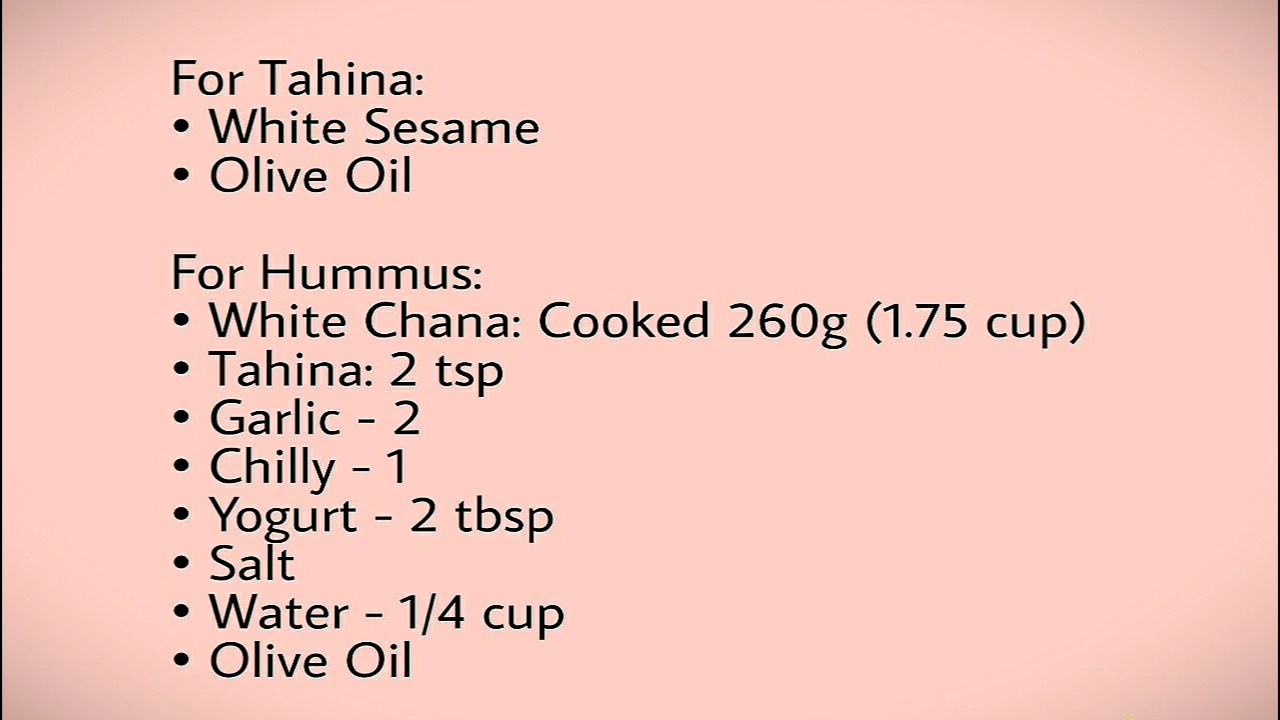 For Tahina:
• White Sesame
• Olive Oil
For Hummus:
• White Chana: Cooked 260g (1.75 cup)
• Tahina: 2 tsp
• Garlic - 2
• Chilly - 1
• Yogurt - 2 tbsp
• Salt
• Water - 1/4 cup
• Olive Oil